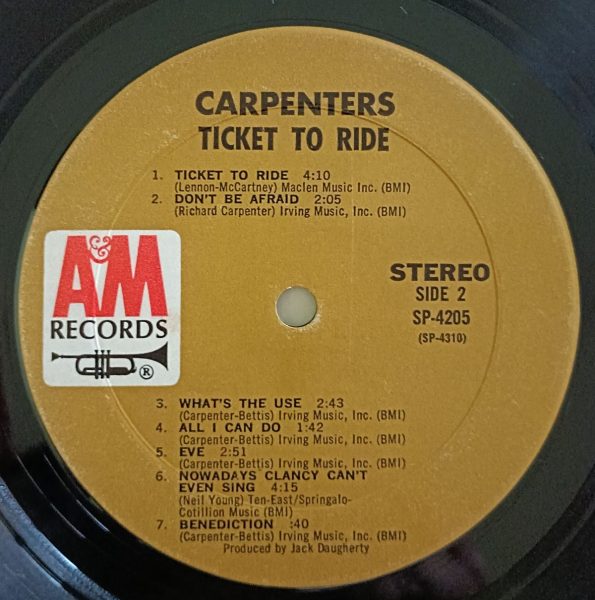 CARPENTERS
TICKET TO RIDE
1. TICKET TO RIDE 4:10
(Lennon-McCartney) Maclen Music Inc. (BMI)
2. DON'T BE AFRAID 2:05
(Richard Carpenter) Irving Music, Inc. (BMI)
A&M
RECORDS
®
STEREO
SIDE 2
SP-4205
(SP-4310)
3. WHAT'S THE USE 2:43
(Carpenter-Bettis) Irving Music, Inc. (BMI)
4. ALL I CAN DO 1:42
(Carpenter-Bettis) Irving Music, Inc. (BMI)
5. EVE 2:51
(Carpenter-Bettis) Irving Music, Inc. (BMI)
6. NOWADAYS CLANCY CAN'T
EVEN SING 4:15
(Neil Young) Ten-East/Springalo-
Cotillion Music (BMI)
7. BENEDICTION :40
(Carpenter-Bettis) Irving Music, Inc. (BMI)
Produced by Jack Daugherty